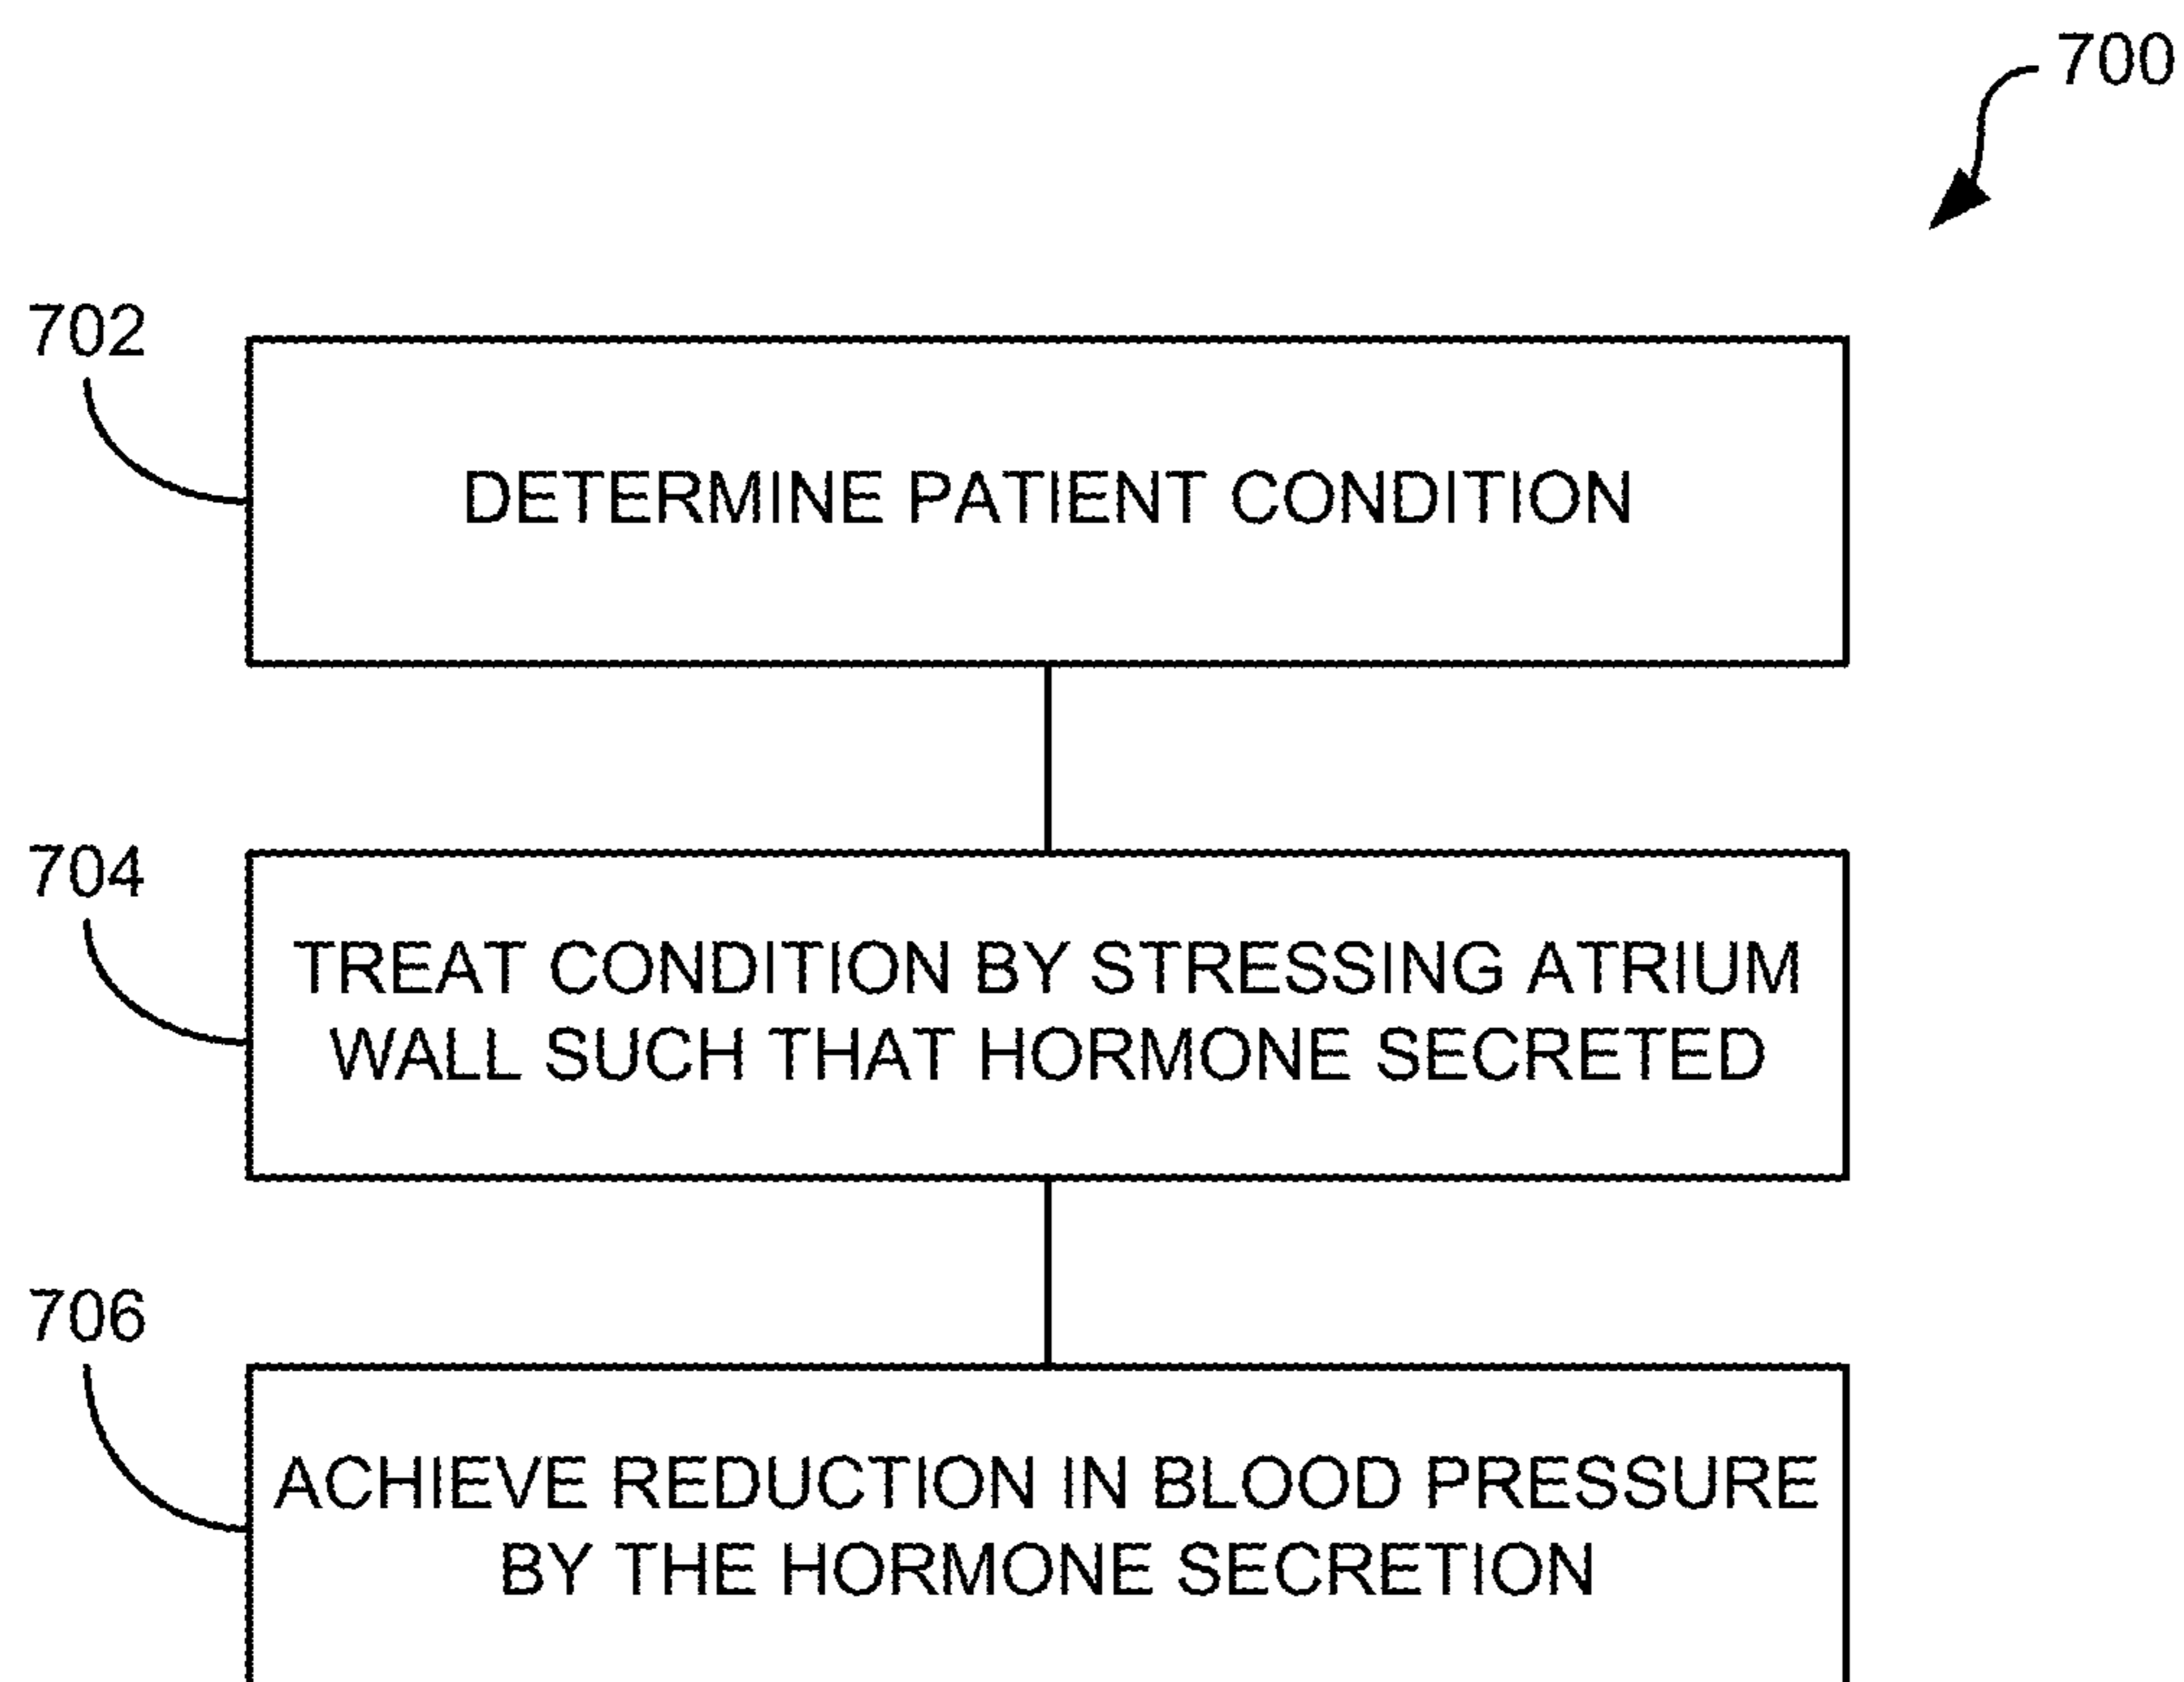 700
702
DETERMINE PATIENT CONDITION
704
TREAT CONDITION BY STRESSING ATRIUM
WALL SUCH THAT HORMONE SECRETED
706
ACHIEVE REDUCTION IN BLOOD PRESSURE
BY THE HORMONE SECRETION